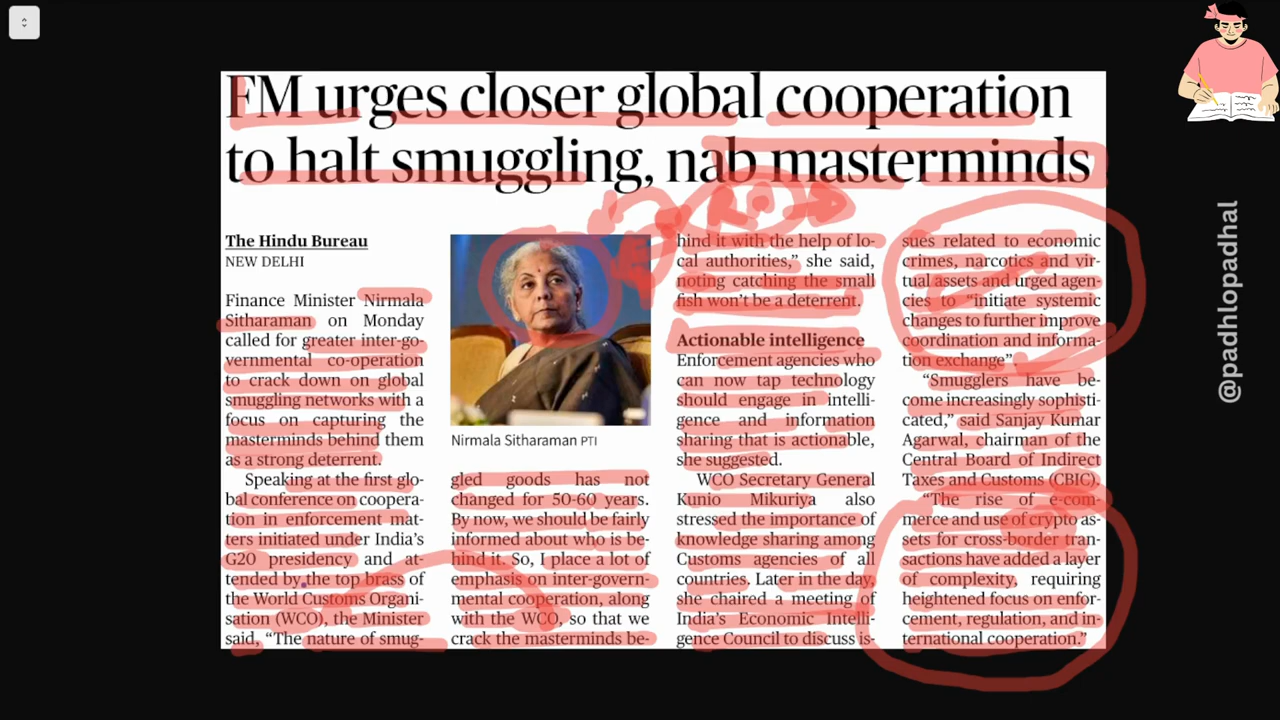 FM urges closer global cooperation
to halt smuggling, nab masterminds
The Hindu Bureau
NEW DELHI
Finance Minister Nirmala
Sitharaman on Monday
called for greater inter-go-
vernmental co-operation
to crack down on global
smuggling networks with a
focus on capturing the
masterminds behind them
as a strong deterrent.
Speaking at the first glo-
bal conference on coopera-
tion in enforcement mat-
ters initiated under India's
G20 presidency and at-
tended by the top brass of
the World Customs Organi-
sation (WCO), the Minister
said, “The nature of smug-
Nirmala Sitharaman PTI
gled goods has not
changed for 50-60 years.
By now, we should be fairly
informed about who is be-
hind it. So, I place a lot of
emphasis on inter-govern-
mental cooperation, along
with the WCO, so that we
crack the masterminds be-
hind it with the help of lo-
cal authorities,” she said,
noting catching the small
fish won't be a deterrent.
Actionable intelligence
Enforcement agencies who
can now tap technology
should engage in intelli-
gence and information
sharing that is actionable,
she suggested.
WCO Secretary General
Kunio Mikuriya also
stressed the importance of
knowledge sharing among
Customs agencies of all
countries. Later in the day,
she chaired a meeting of
India's Economic Intelli-
gence Council to discuss is-
sues related to economic
crimes, narcotics and vir-
tual assets and urged agen-
cies to “initiate systemic
changes to further improve
coordination and informa-
tion exchange”
“Smugglers have be-
come increasingly sophisti-
cated,” said Sanjay Kumar
Agarwal, chairman of the
Central Board of Indirect
Taxes and Customs (CBIC).
“The rise of e-com-
merce and use of crypto as-
sets for cross-border tran-
sactions have added a layer
of complexity, requiring
heightened focus on enfor-
cement, regulation, and in-
ternational cooperation.”
@padhlopadhal